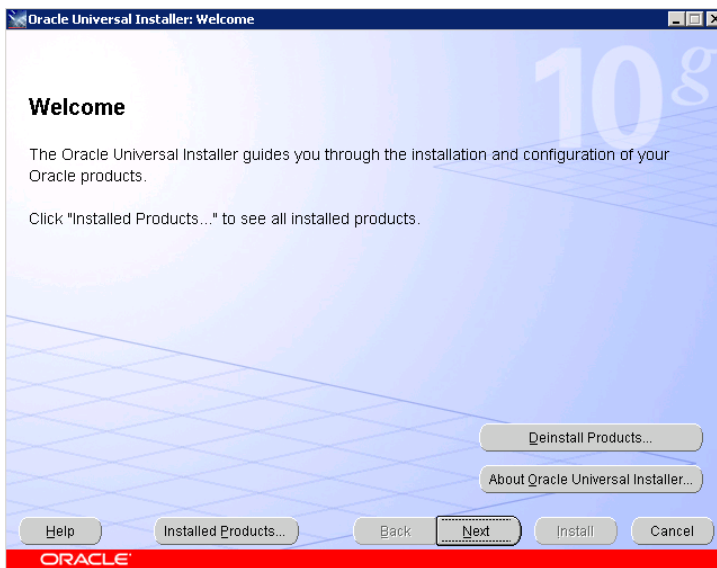 Oracle Universal Installer: Welcome
10g
Welcome
The Oracle Universal Installer guides you through the installation and configuration of your
Oracle products.
Click "Installed Products..." to see all installed products.
Deinstall Products...
About Oracle Universal Installer...
Help
Installed Products...
Back
Next
Install
Cancel
ORACLE